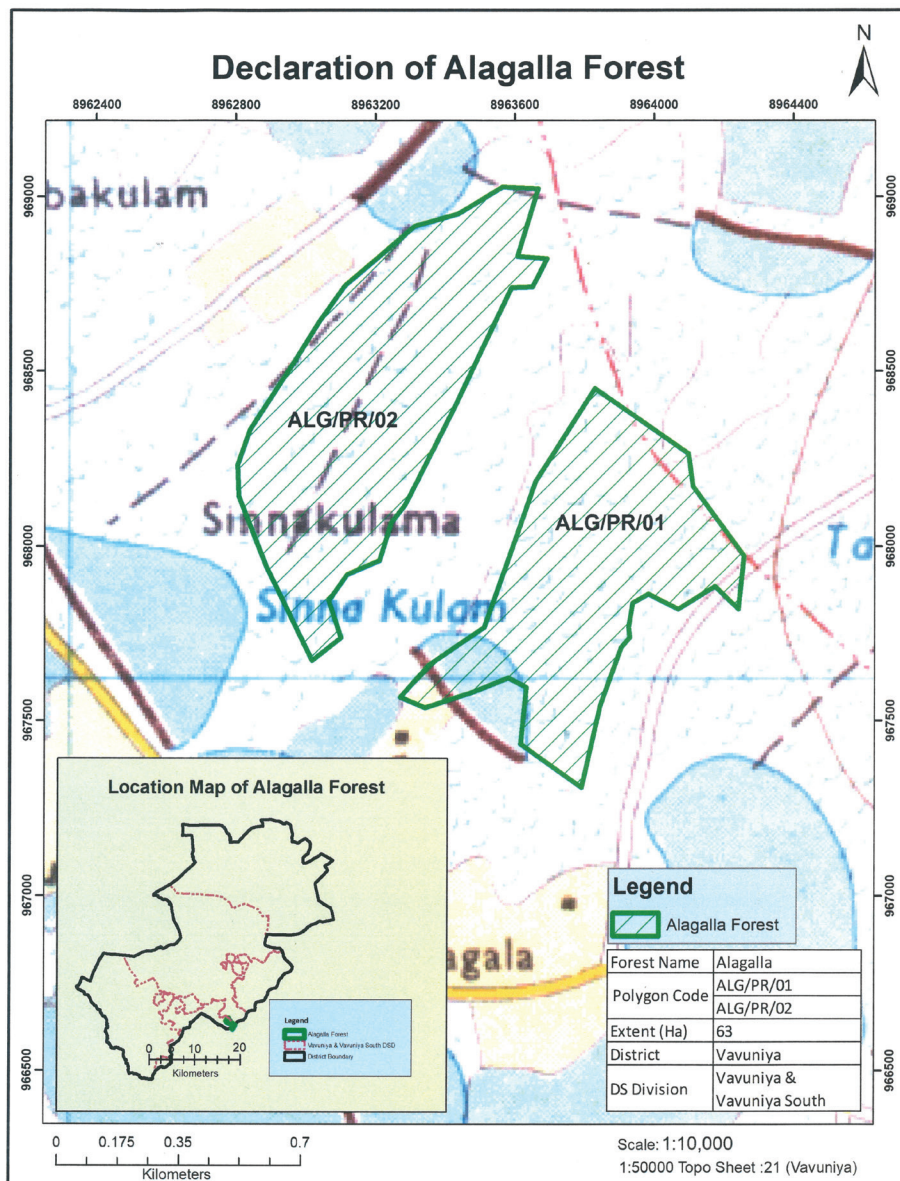 N
Declaration of Alagalla Forest
8962400 8962800 8963200 8963600 8964000 8964400
969000 969000
bakulam
968500 968500
ALG/PR/02
ALG/PR/01
Sinnakulama
968000 968000
Ta
Sinna Kulam
967500 967500
Location Map of Alagalla Forest
967000 967000
Legend
Alagalla Forest
agala
Forest Name Alagalla
Polygon Code ALG/PR/01
ALG/PR/02
Extent (Ha) 63
District Vavuniya
DS Division Vavuniya &
Vavuniya South
Legend
Alagalla Forest
Vavuniya & Vavuniya South DSD
District Boundary
0 5 10 20
Kilometers
966500 966500
0 0.175 0.35 0.7
Kilometers
Scale: 1:10,000
1:50000 Topo Sheet :21 (Vavuniya)